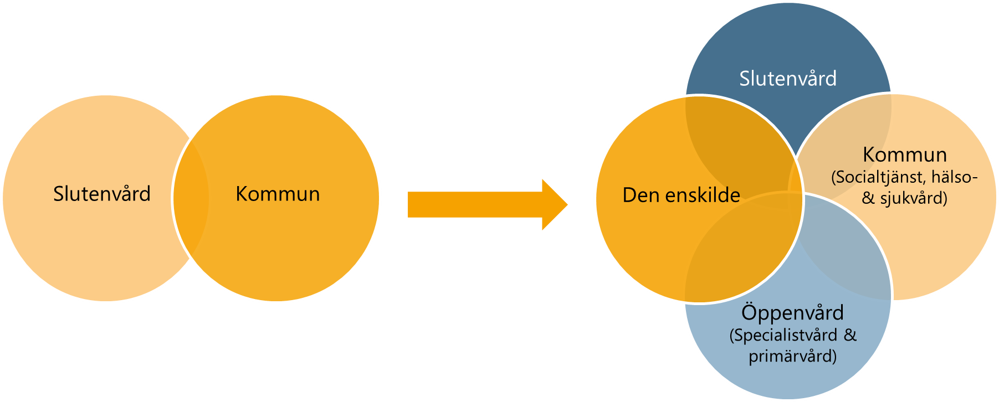 Slutenvård
Kommun
Slutenvård
Den enskilde
Kommun
(Socialtjänst, hälso-
& sjukvård)
Öppenvård
(Specialistvård &
primärvård)